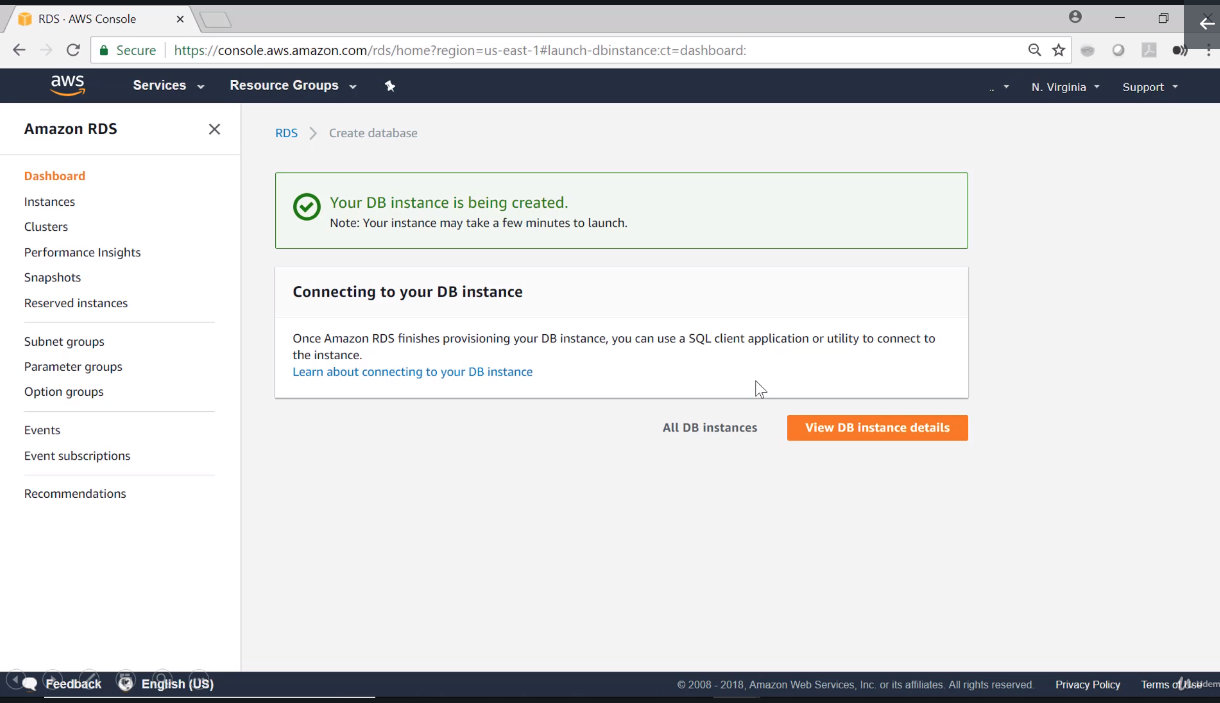 RDS · AWS Console
Secure
https://console.aws.amazon.com/rds/home?region=us-east-1#launch-dbinstance:ct=dashboard:
aws
Services
Resource Groups
..
N. Virginia
Support
Amazon RDS
Dashboard
Instances
Clusters
Performance Insights
Snapshots
Reserved instances
Subnet groups
Parameter groups
Option groups
Events
Event subscriptions
Recommendations
RDS
Create database
Your DB instance is being created.
Note: Your instance may take a few minutes to launch.
Connecting to your DB instance
Once Amazon RDS finishes provisioning your DB instance, you can use a SQL client application or utility to connect to
the instance.
Learn about connecting to your DB instance
All DB instances
View DB instance details
Feedback
English (US)
© 2008 - 2018, Amazon Web Services, Inc. or its affiliates. All rights reserved.
Privacy Policy
Terms of Use